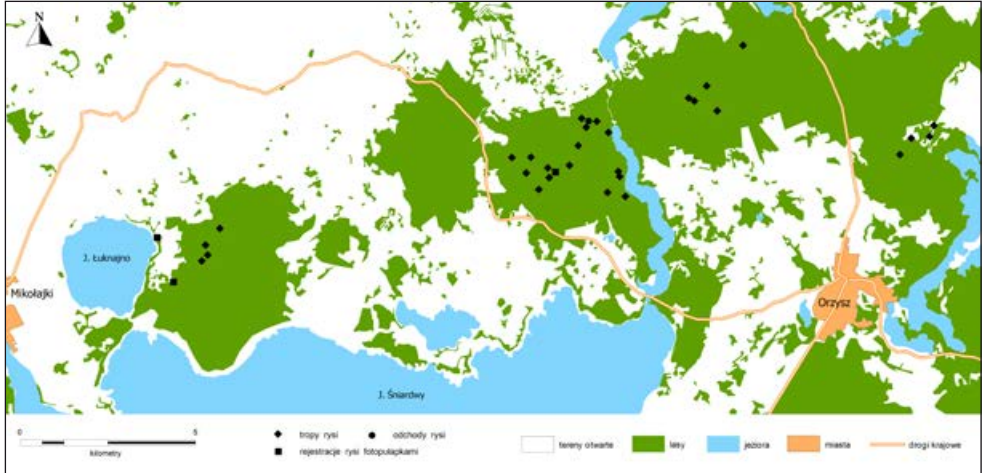 N
J. Łuknajno
Mikołajki
Orzysz
J. Śniardwy
0 5
kilometry
tropy rysi
odchody rysi
rejestracje rysi fotopułapkami
tereny otwarte
lasy
jeziora
miasta
drogi krajowe